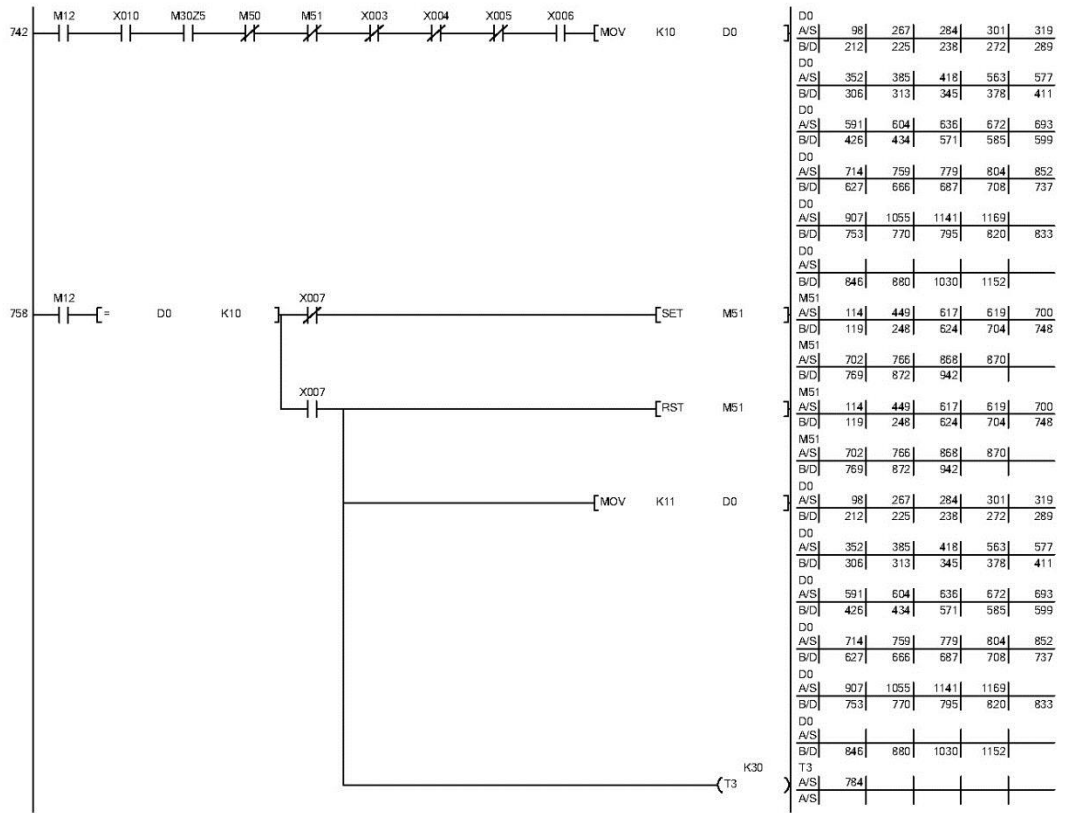 M12 X010 M30Z5 M50 M51 X003 X004 X005 X006 D0
742 [MOV K10 D0 ] A/S 98 267 284 301 319
B/D 212 225 238 272 289
D0
A/S 352 385 418 563 577
B/D 306 313 345 378 411
D0
A/S 591 604 636 672 693
B/D 426 434 571 585 599
D0
A/S 714 759 779 804 852
B/D 627 666 687 708 737
D0
A/S 907 1055 1141 1169
B/D 753 770 795 820 833
D0
A/S
B/D 846 880 1030 1152
M12 X007 M51
758 [= D0 K10 ] [SET M51 ] A/S 114 449 617 619 700
B/D 119 248 624 704 748
M51
A/S 702 766 868 870
B/D 769 872 942
X007 M51
[RST M51 ] A/S 114 449 617 619 700
B/D 119 248 624 704 748
M51
A/S 702 766 868 870
B/D 769 872 942
D0
[MOV K11 D0 ] A/S 98 267 284 301 319
B/D 212 225 238 272 289
D0
A/S 352 385 418 563 577
B/D 306 313 345 378 411
D0
A/S 591 604 636 672 693
B/D 426 434 571 585 599
D0
A/S 714 759 779 804 852
B/D 627 666 687 708 737
D0
A/S 907 1055 1141 1169
B/D 753 770 795 820 833
D0
A/S
B/D 846 880 1030 1152
K30 T3
(T3 ) A/S 784
A/S